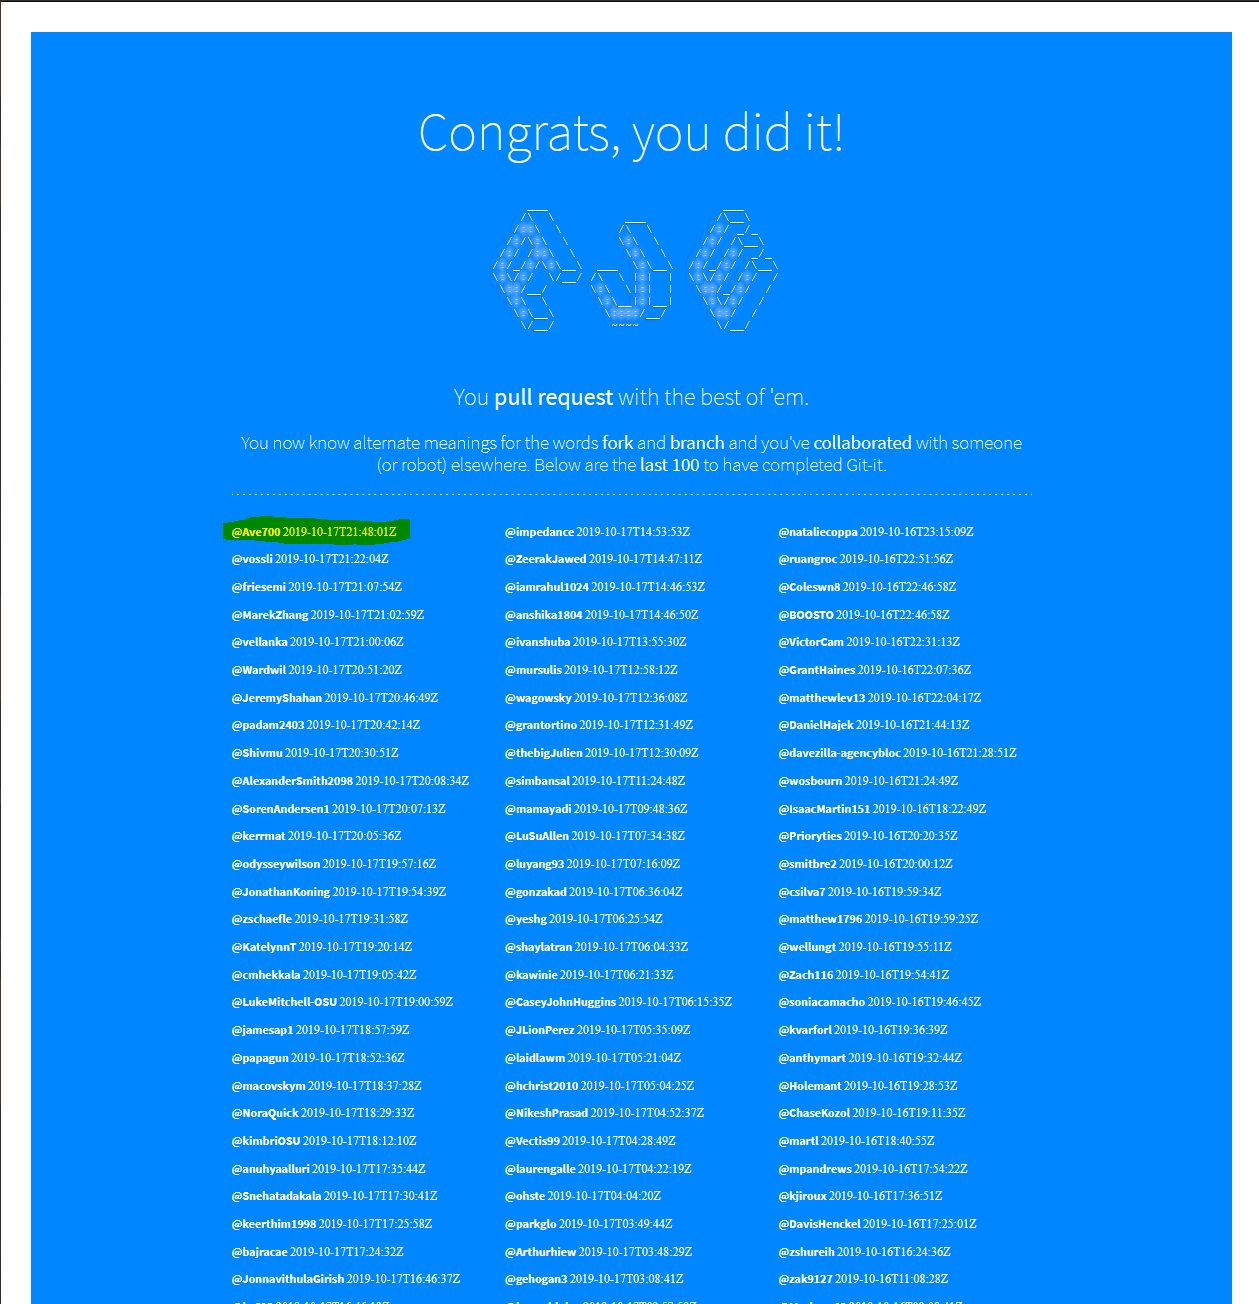 Congrats, you did it!
You pull request with the best of 'em.
You now know alternate meanings for the words fork and branch and you've collaborated with someone
(or robot) elsewhere. Below are the last 100 to have completed Git-it.
@Ave700 2019-10-17T21:48:01Z
@vossli 2019-10-17T21:22:04Z
@friesemi 2019-10-17T21:07:54Z
@MarekZhang 2019-10-17T21:02:59Z
@vellanka 2019-10-17T21:00:06Z
@Wardwil 2019-10-17T20:51:20Z
@JeremyShahan 2019-10-17T20:46:49Z
@padam2403 2019-10-17T20:42:14Z
@Shivmu 2019-10-17T20:30:51Z
@AlexanderSmith2098 2019-10-17T20:08:34Z
@SorenAndersen1 2019-10-17T20:07:13Z
@kerrmat 2019-10-17T20:05:36Z
@odysseywilson 2019-10-17T19:57:16Z
@JonathanKoning 2019-10-17T19:54:39Z
@zschaefle 2019-10-17T19:31:58Z
@KatelynnT 2019-10-17T19:20:14Z
@cmhekkala 2019-10-17T19:05:42Z
@LukeMitchell-OSU 2019-10-17T19:00:59Z
@jamesap1 2019-10-17T18:57:59Z
@papagun 2019-10-17T18:52:36Z
@macovskym 2019-10-17T18:37:28Z
@NoraQuick 2019-10-17T18:29:33Z
@kimbriOSU 2019-10-17T18:12:10Z
@anuhyaalluri 2019-10-17T17:35:44Z
@Snehatadakala 2019-10-17T17:30:41Z
@keerthim1998 2019-10-17T17:25:58Z
@bajracae 2019-10-17T17:24:32Z
@JonnavithulaGirish 2019-10-17T16:46:37Z
@impedance 2019-10-17T14:53:53Z
@ZeerakJawed 2019-10-17T14:47:11Z
@iamrahul1024 2019-10-17T14:46:53Z
@anshika1804 2019-10-17T14:46:50Z
@ivanshuba 2019-10-17T13:55:30Z
@mursulis 2019-10-17T12:58:12Z
@wagowsky 2019-10-17T12:36:08Z
@grantortino 2019-10-17T12:31:49Z
@thebigJulien 2019-10-17T12:30:09Z
@simbansal 2019-10-17T11:24:48Z
@mamayadi 2019-10-17T09:48:36Z
@LuSuAllen 2019-10-17T07:34:38Z
@luyang93 2019-10-17T07:16:09Z
@gonzakad 2019-10-17T06:36:04Z
@yeshg 2019-10-17T06:25:54Z
@shaylatran 2019-10-17T06:04:33Z
@kawinie 2019-10-17T06:21:33Z
@CaseyJohnHuggins 2019-10-17T06:15:35Z
@JLionPerez 2019-10-17T05:35:09Z
@laidlawm 2019-10-17T05:21:04Z
@hchrist2010 2019-10-17T05:04:25Z
@NikeshPrasad 2019-10-17T04:52:37Z
@Vectis99 2019-10-17T04:28:49Z
@laurengalle 2019-10-17T04:22:19Z
@ohste 2019-10-17T04:04:20Z
@parkglo 2019-10-17T03:49:44Z
@Arthurhiew 2019-10-17T03:48:29Z
@gehogan3 2019-10-17T03:08:41Z
@nataliecoppa 2019-10-16T23:15:09Z
@ruangroc 2019-10-16T22:51:56Z
@Coleswn8 2019-10-16T22:46:58Z
@BOOSTO 2019-10-16T22:46:58Z
@VictorCam 2019-10-16T22:31:13Z
@GrantHaines 2019-10-16T22:07:36Z
@matthewlev13 2019-10-16T22:04:17Z
@DanielHajek 2019-10-16T21:44:13Z
@davezilla-agencybloc 2019-10-16T21:28:51Z
@wosbourn 2019-10-16T21:24:49Z
@IsaacMartin151 2019-10-16T18:22:49Z
@Prioryties 2019-10-16T20:20:35Z
@smitbre2 2019-10-16T20:00:12Z
@csilva7 2019-10-16T19:59:34Z
@matthew1796 2019-10-16T19:59:25Z
@wellungt 2019-10-16T19:55:11Z
@Zach116 2019-10-16T19:54:41Z
@soniacamacho 2019-10-16T19:46:45Z
@kvarforl 2019-10-16T19:36:39Z
@anthymart 2019-10-16T19:32:44Z
@Holemant 2019-10-16T19:28:53Z
@ChaseKozol 2019-10-16T19:11:35Z
@martl 2019-10-16T18:40:55Z
@mpandrews 2019-10-16T17:54:22Z
@kjiroux 2019-10-16T17:36:51Z
@DavisHenckel 2019-10-16T17:25:01Z
@zshureih 2019-10-16T16:24:36Z
@zak9127 2019-10-16T11:08:28Z